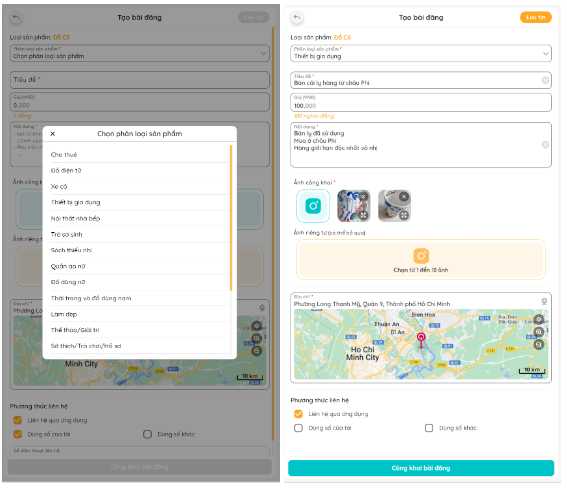 Tạo bài đăng
Lưu tin
Loại sản phẩm: Đồ Cũ
Phân loại sản phẩm *
Chọn phân loại sản phẩm
Tiêu đề *
Giá (VNĐ)
0,000
0 đồng
Nội dung *
Chọn phân loại sản phẩm
Cho thuê
Đồ điện tử
Xe cộ
Thiết bị gia dụng
Nội thất nhà bếp
Trẻ sơ sinh
Sách thiếu nhi
Quần áo nữ
Đồ dùng nữ
Thời trang và đồ dùng nam
Làm đẹp
Thể thao/Giải trí
Sở thích/Trò chơi/Hồ sơ
Ảnh công khai *
Ảnh riêng tư
Địa chỉ *
Phường Long
Minh City
10 km
Phương thức liên hệ
Liên hệ qua ứng dụng
Dùng số của tôi
Dùng số khác
Số điện thoại liên hệ
Công khai bài đăng
Tạo bài đăng
Lưu tin
Loại sản phẩm: Đồ Cũ
Phân loại sản phẩm *
Thiết bị gia dụng
Tiêu đề *
Bán cái ly hàng từ châu Phi
Giá (VNĐ)
100,000
100 nghìn đồng
Nội dung *
Bán ly đã sử dụng
Mua ở châu Phi
Hàng giới hạn độc nhất vô nhị
Ảnh công khai *
Ảnh riêng tư (có thể bỏ qua)
Chọn từ 1 đến 18 ảnh
Địa chỉ *
Phường Long Thạnh Mỹ, Quận 9, Thành phố Hồ Chí Minh
Bien Hoa
Thuận An
Dĩ An
Ho Chi
Minh City
10 km
Phương thức liên hệ
Liên hệ qua ứng dụng
Dùng số của tôi
Dùng số khác
Công khai bài đăng